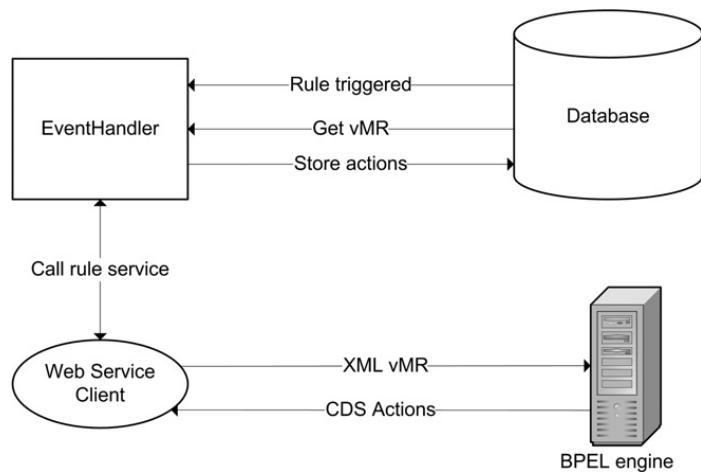 Rule triggered
EventHandler
Get vMR
Database
Store actions
Call rule service
Web Service
Client
XML vMR
CDS Actions
BPEL engine